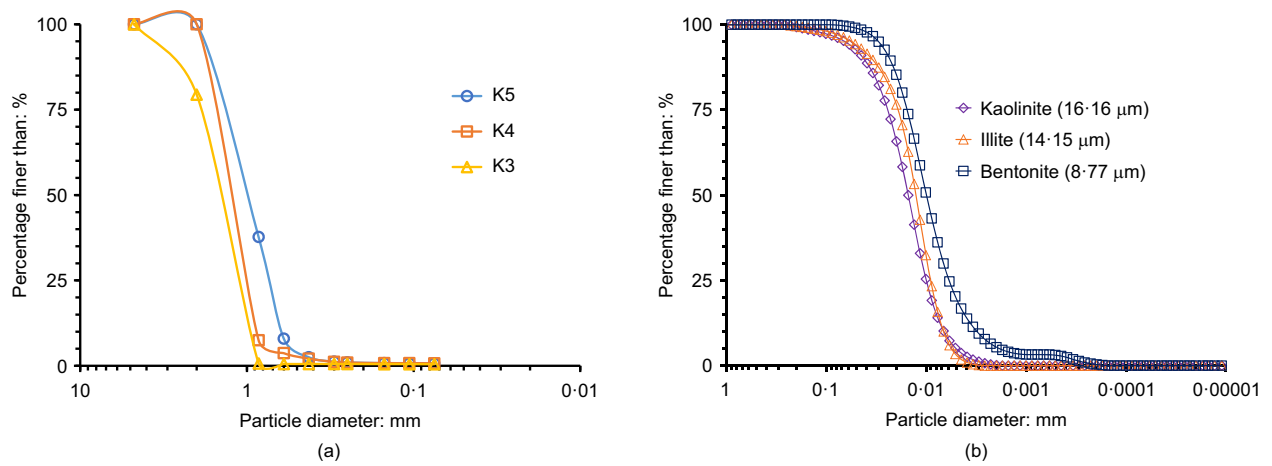 Percentage finer than: %
100
75
50
25
0
10
1
0·1
0·01
Particle diameter: mm
K5
K4
K3
(a)
Percentage finer than: %
100
75
50
25
0
1
0·1
0·01
0·001
0·0001
0·00001
Particle diameter: mm
Kaolinite (16·16 μm)
Illite (14·15 μm)
Bentonite (8·77 μm)
(b)